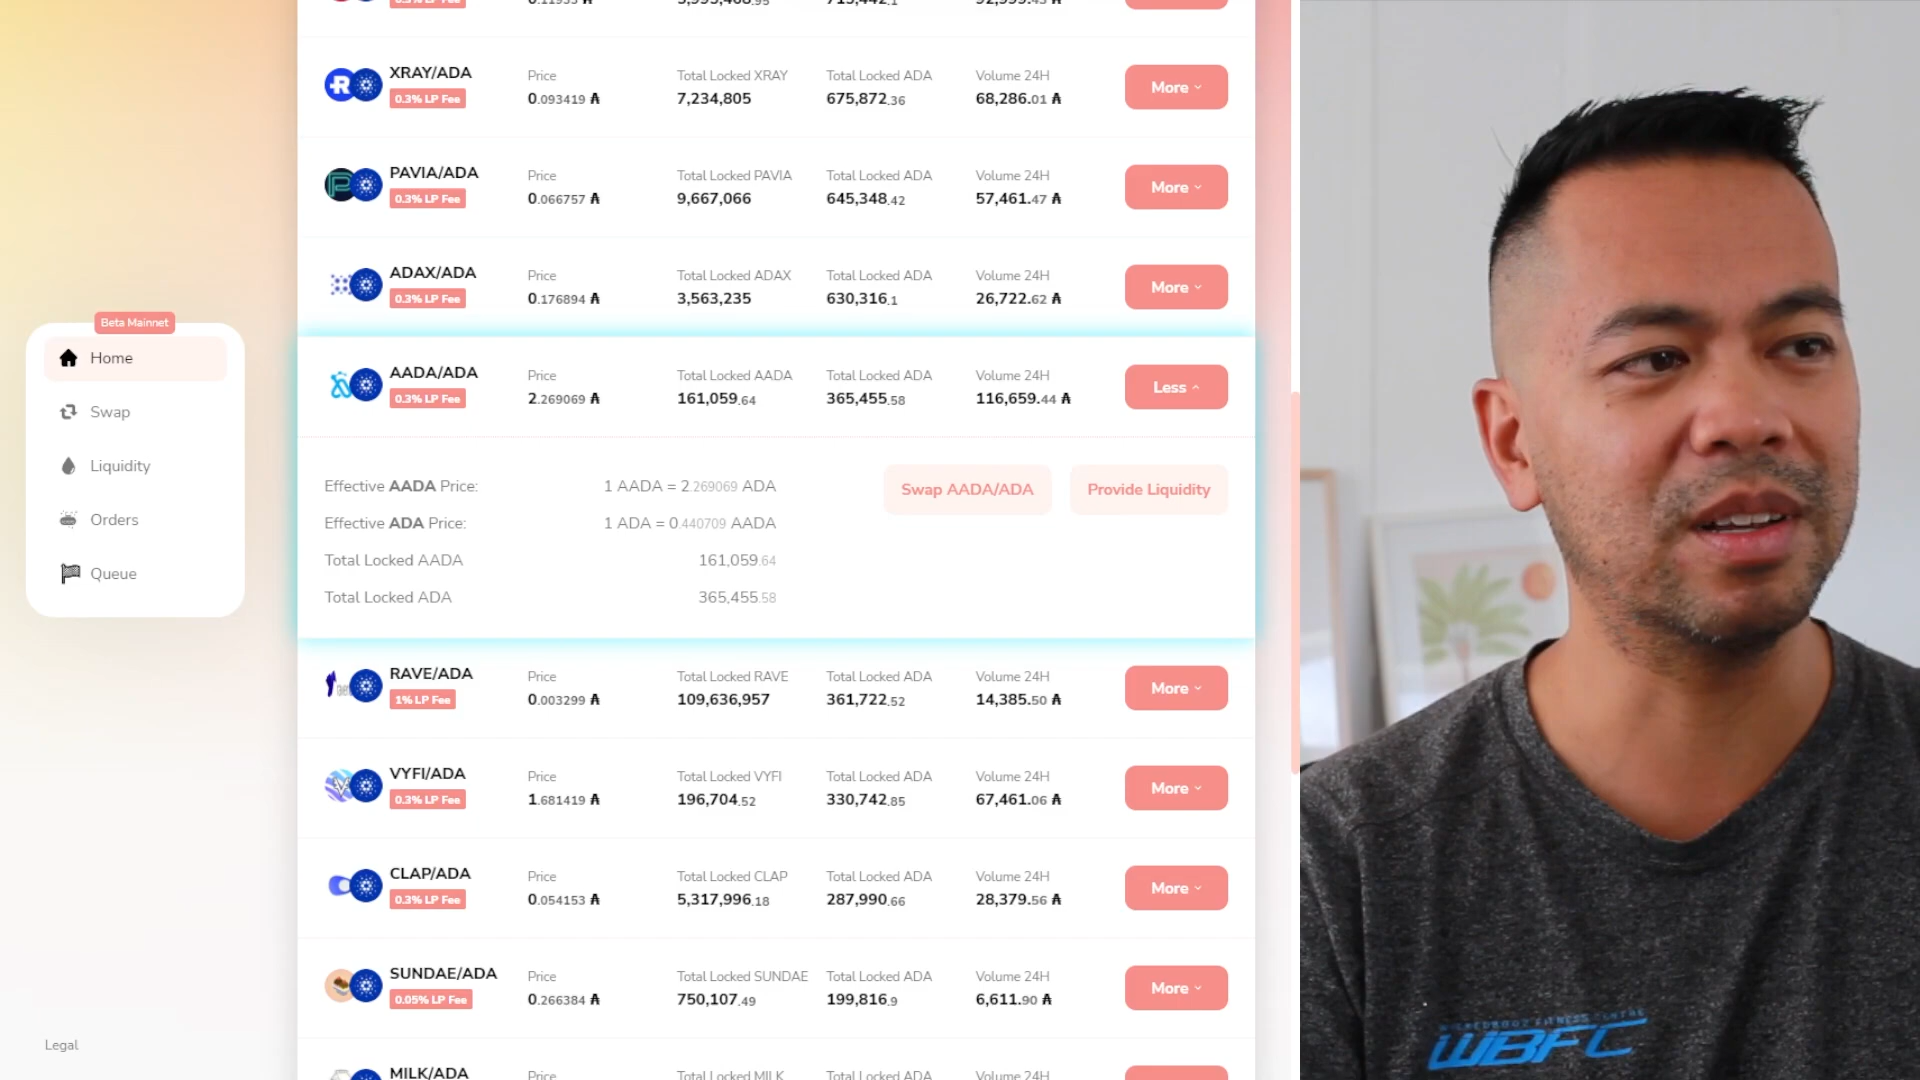 XRAY/ADA
0.3% LP Fee
Price
0.093419 ₳
Total Locked XRAY
7,234,805
Total Locked ADA
675,872.36
Volume 24H
68,286.01 ₳
More
PAVIA/ADA
0.3% LP Fee
Price
0.066757 ₳
Total Locked PAVIA
9,667,066
Total Locked ADA
645,348.42
Volume 24H
57,461.47 ₳
More
ADAX/ADA
0.3% LP Fee
Price
0.176894 ₳
Total Locked ADAX
3,563,235
Total Locked ADA
630,316.1
Volume 24H
26,722.62 ₳
More
Beta Mainnet
Home
Swap
Liquidity
Orders
Queue
AADA/ADA
0.3% LP Fee
Price
2.269069 ₳
Total Locked AADA
161,059.64
Total Locked ADA
365,455.58
Volume 24H
116,659.44 ₳
Less
Effective AADA Price: 1 AADA = 2.269069 ADA
Effective ADA Price: 1 ADA = 0.440709 AADA
Total Locked AADA 161,059.64
Total Locked ADA 365,455.58
Swap AADA/ADA
Provide Liquidity
RAVE/ADA
1% LP Fee
Price
0.003299 ₳
Total Locked RAVE
109,636,957
Total Locked ADA
361,722.52
Volume 24H
14,385.50 ₳
More
VYFI/ADA
0.3% LP Fee
Price
1.681419 ₳
Total Locked VYFI
196,704.52
Total Locked ADA
330,742.85
Volume 24H
67,461.06 ₳
More
CLAP/ADA
0.3% LP Fee
Price
0.054153 ₳
Total Locked CLAP
5,317,996.18
Total Locked ADA
287,990.66
Volume 24H
28,379.56 ₳
More
SUNDAE/ADA
0.05% LP Fee
Price
0.266384 ₳
Total Locked SUNDAE
750,107.49
Total Locked ADA
199,816.9
Volume 24H
6,611.90 ₳
More
MILK/ADA
Price
Total Locked MILK
Total Locked ADA
Volume 24H
Legal
WBFC